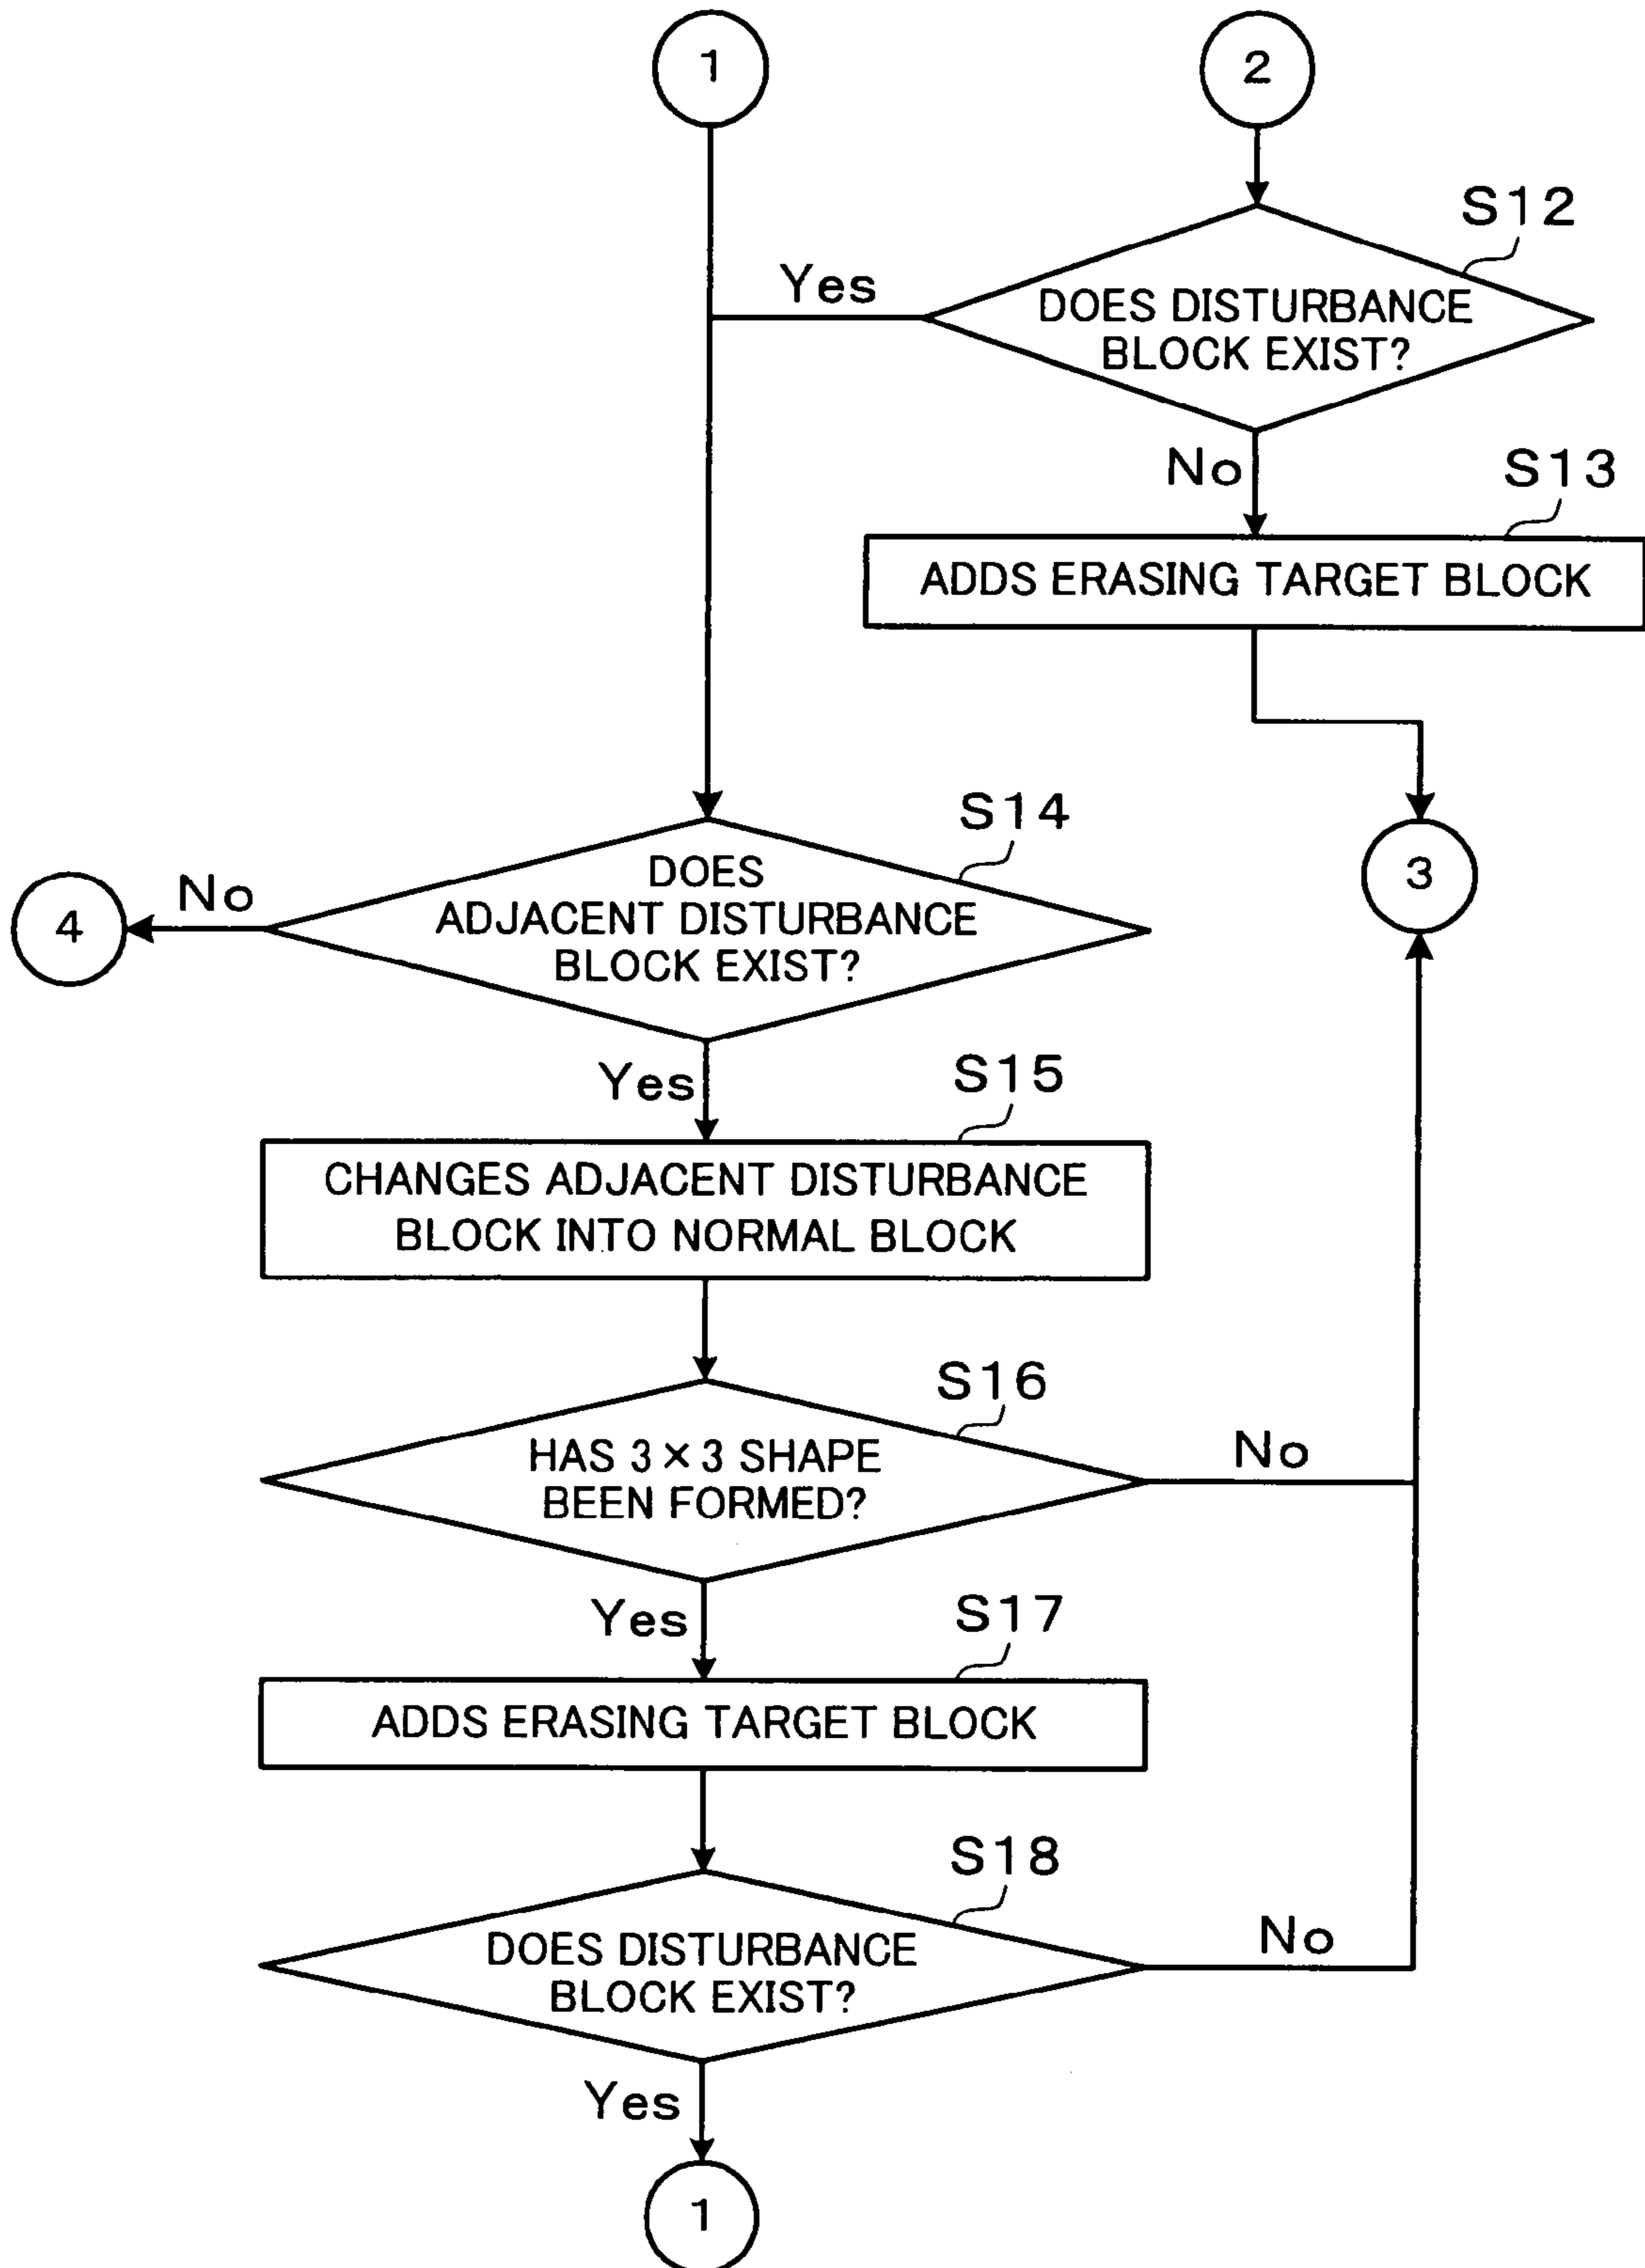 1
2
S12
Yes
DOES DISTURBANCE
BLOCK EXIST?
No
S13
ADDS ERASING TARGET BLOCK
3
S14
DOES
ADJACENT DISTURBANCE
BLOCK EXIST?
No
4
Yes
S15
CHANGES ADJACENT DISTURBANCE
BLOCK INTO NORMAL BLOCK
S16
HAS 3 × 3 SHAPE
BEEN FORMED?
No
Yes
S17
ADDS ERASING TARGET BLOCK
S18
DOES DISTURBANCE
BLOCK EXIST?
No
Yes
1